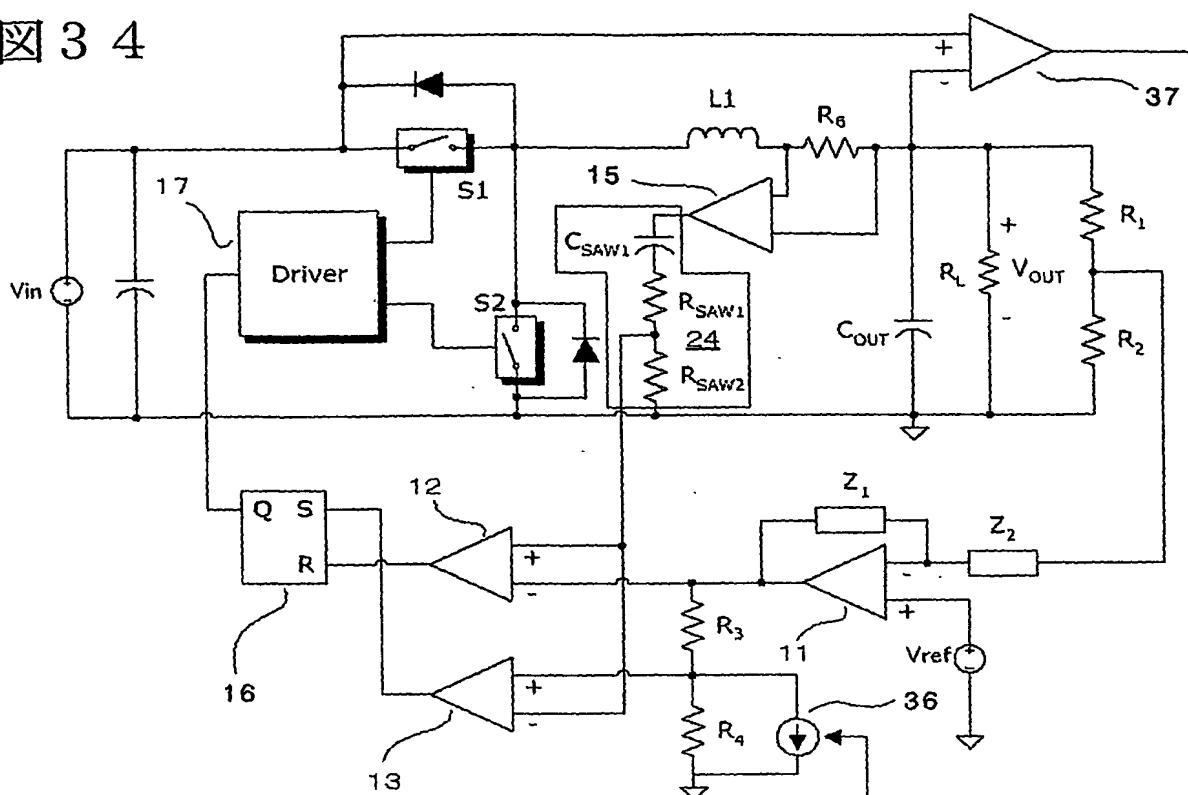 図34
+
-
37
L1
R6
17
S1
15
CSAW1
Driver
Vin
+
-
S2
RSAW1
24
RSAW2
RL
+
VOUT
-
R1
COUT
R2
12
Z1
Z2
Q S
R
+
-
-
+
11
R3
Vref
+
-
16
+
-
36
R4
13